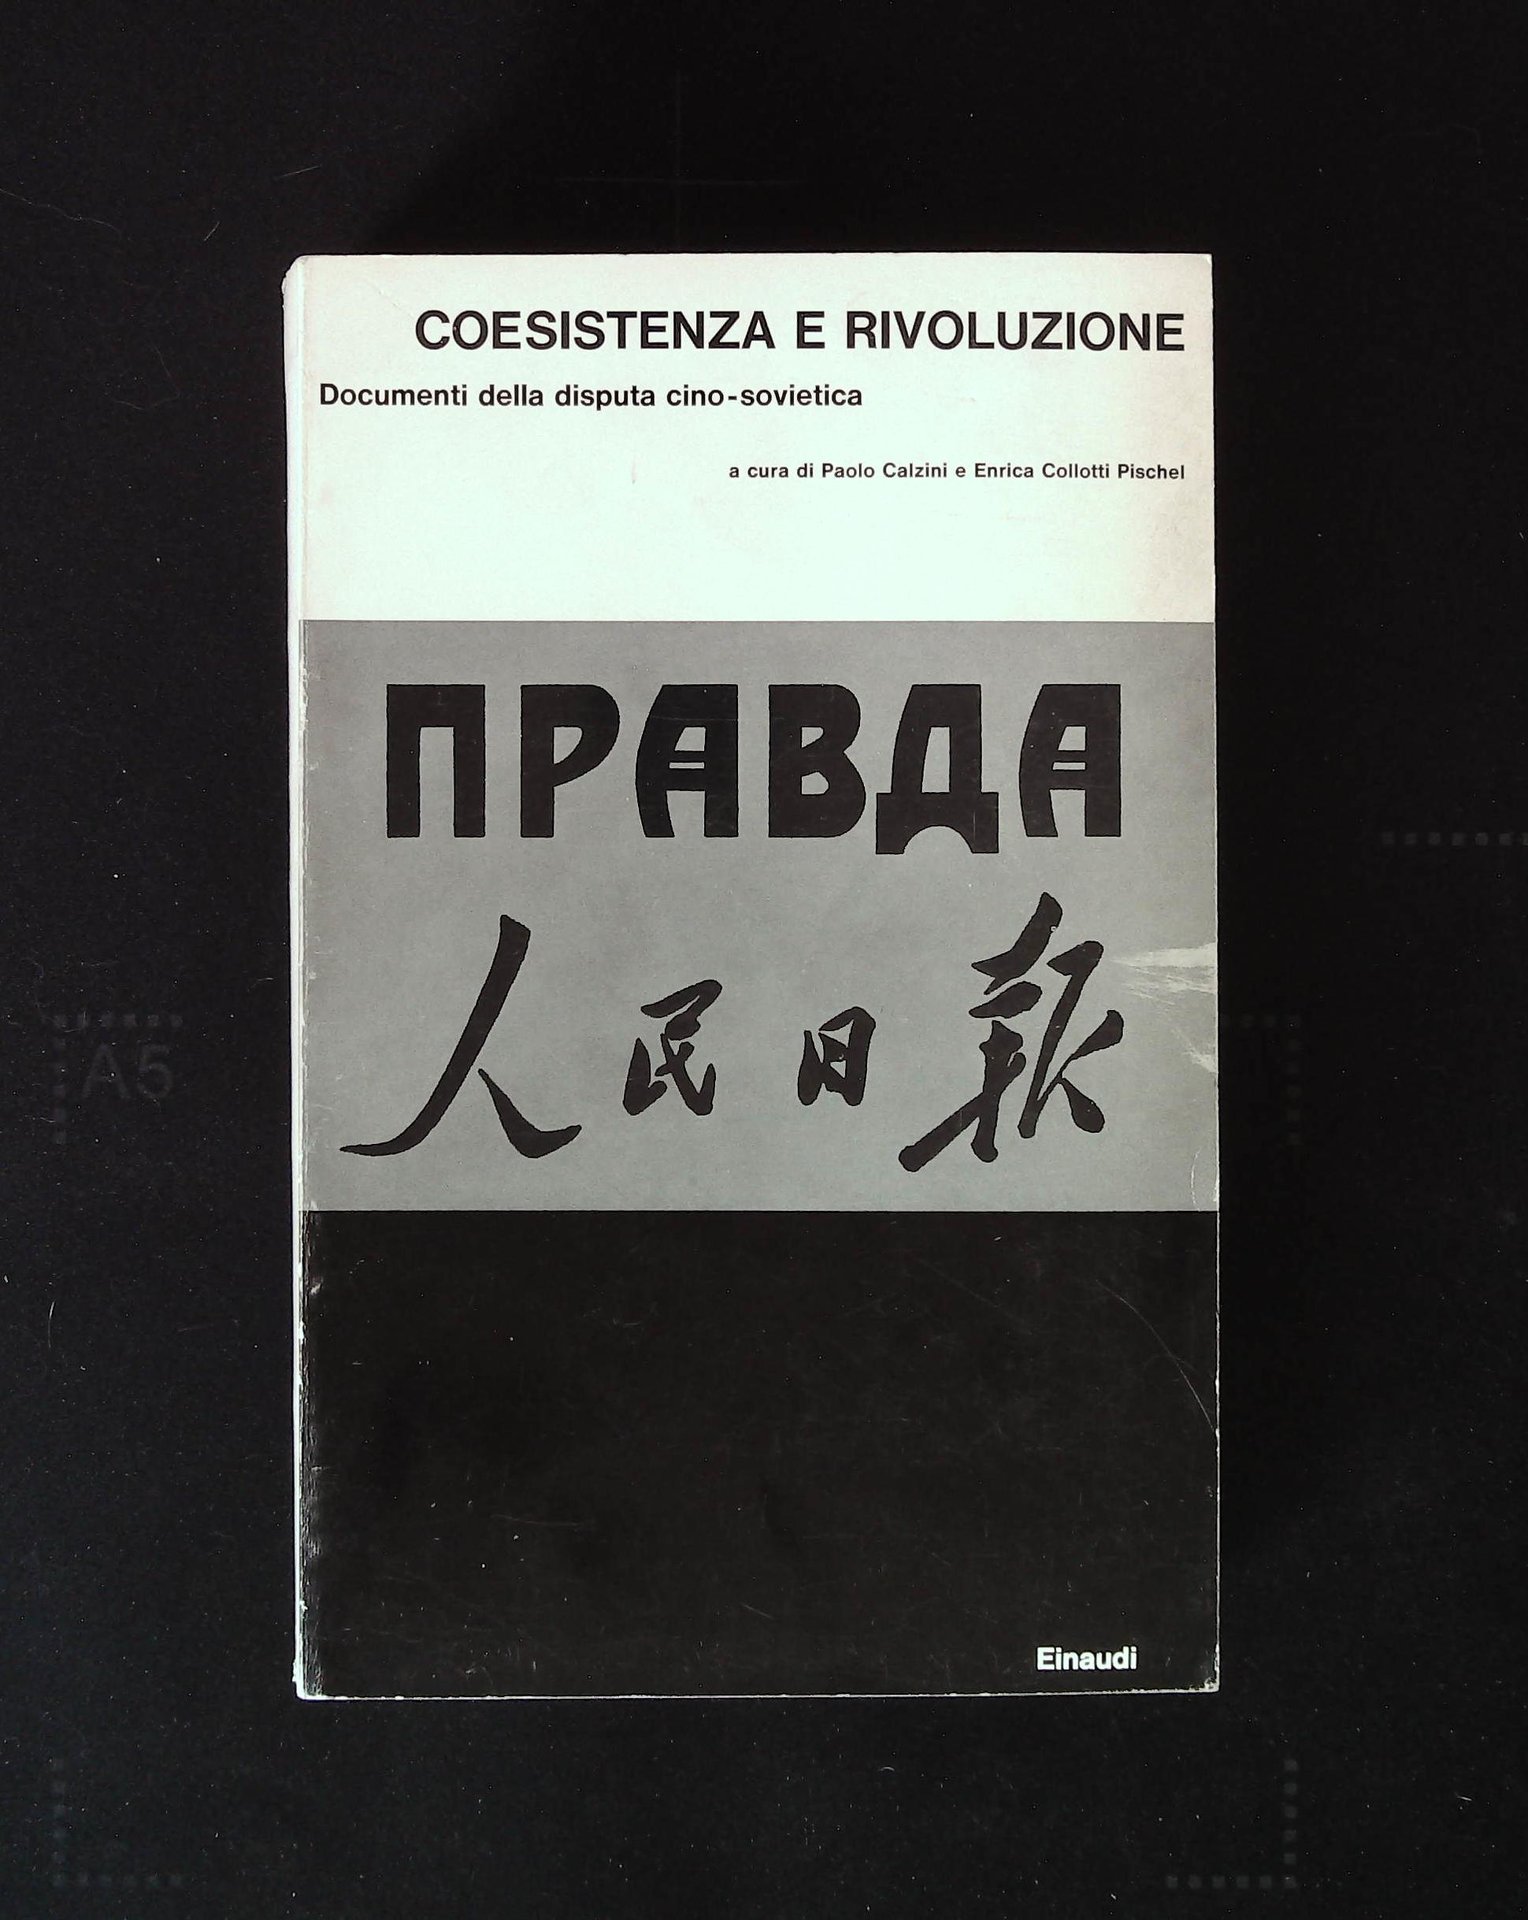 COESISTENZA E RIVOLUZIONE
Documenti della disputa cino-sovietica
a cura di Paolo Calzini e Enrica Collotti Pischel
ПРАВДА
人民日报
A5
Einaudi